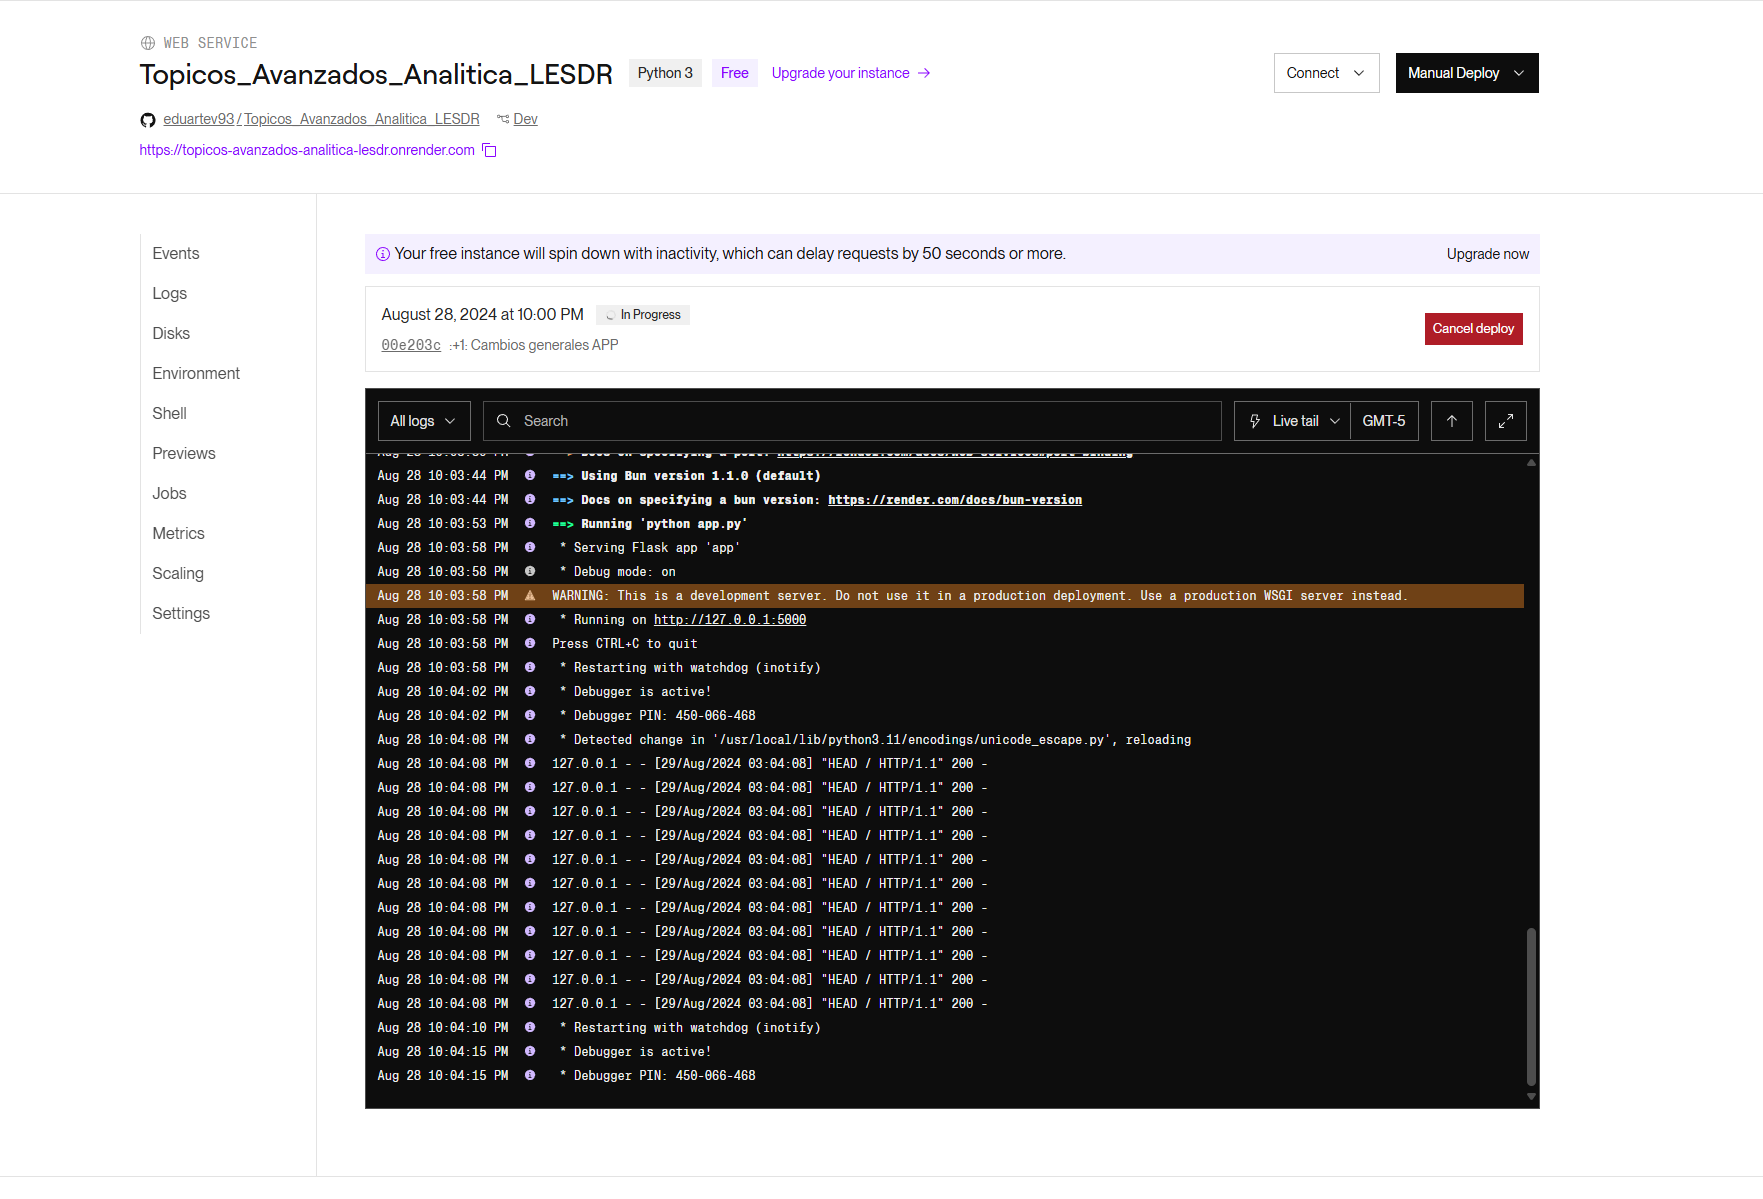 WEB SERVICE
Topicos_Avanzados_Analitica_LESDR Python 3 Free Upgrade your instance →
Connect Manual Deploy
eduartev93/Topicos_Avanzados_Analitica_LESDR Dev
https://topicos-avanzados-analitica-lesdr.onrender.com
Events
Logs
Disks
Environment
Shell
Previews
Jobs
Metrics
Scaling
Settings
Your free instance will spin down with inactivity, which can delay requests by 50 seconds or more. Upgrade now
August 28, 2024 at 10:00 PM In Progress
00e203c :+1: Cambios generales APP
Cancel deploy
All logs Search Live tail GMT-5
Docs on specifying a port: https://render.com/docs/web-services#port-binding
Aug 28 10:03:44 PM ==> Using Bun version 1.1.0 (default)
Aug 28 10:03:44 PM ==> Docs on specifying a bun version: https://render.com/docs/bun-version
Aug 28 10:03:53 PM ==> Running 'python app.py'
Aug 28 10:03:58 PM * Serving Flask app 'app'
Aug 28 10:03:58 PM * Debug mode: on
Aug 28 10:03:58 PM WARNING: This is a development server. Do not use it in a production deployment. Use a production WSGI server instead.
Aug 28 10:03:58 PM * Running on http://127.0.0.1:5000
Aug 28 10:03:58 PM Press CTRL+C to quit
Aug 28 10:03:58 PM * Restarting with watchdog (inotify)
Aug 28 10:04:02 PM * Debugger is active!
Aug 28 10:04:02 PM * Debugger PIN: 450-066-468
Aug 28 10:04:08 PM * Detected change in '/usr/local/lib/python3.11/encodings/unicode_escape.py', reloading
Aug 28 10:04:08 PM 127.0.0.1 - - [29/Aug/2024 03:04:08] "HEAD / HTTP/1.1" 200 -
Aug 28 10:04:08 PM 127.0.0.1 - - [29/Aug/2024 03:04:08] "HEAD / HTTP/1.1" 200 -
Aug 28 10:04:08 PM 127.0.0.1 - - [29/Aug/2024 03:04:08] "HEAD / HTTP/1.1" 200 -
Aug 28 10:04:08 PM 127.0.0.1 - - [29/Aug/2024 03:04:08] "HEAD / HTTP/1.1" 200 -
Aug 28 10:04:08 PM 127.0.0.1 - - [29/Aug/2024 03:04:08] "HEAD / HTTP/1.1" 200 -
Aug 28 10:04:08 PM 127.0.0.1 - - [29/Aug/2024 03:04:08] "HEAD / HTTP/1.1" 200 -
Aug 28 10:04:08 PM 127.0.0.1 - - [29/Aug/2024 03:04:08] "HEAD / HTTP/1.1" 200 -
Aug 28 10:04:08 PM 127.0.0.1 - - [29/Aug/2024 03:04:08] "HEAD / HTTP/1.1" 200 -
Aug 28 10:04:08 PM 127.0.0.1 - - [29/Aug/2024 03:04:08] "HEAD / HTTP/1.1" 200 -
Aug 28 10:04:08 PM 127.0.0.1 - - [29/Aug/2024 03:04:08] "HEAD / HTTP/1.1" 200 -
Aug 28 10:04:08 PM 127.0.0.1 - - [29/Aug/2024 03:04:08] "HEAD / HTTP/1.1" 200 -
Aug 28 10:04:10 PM * Restarting with watchdog (inotify)
Aug 28 10:04:15 PM * Debugger is active!
Aug 28 10:04:15 PM * Debugger PIN: 450-066-468